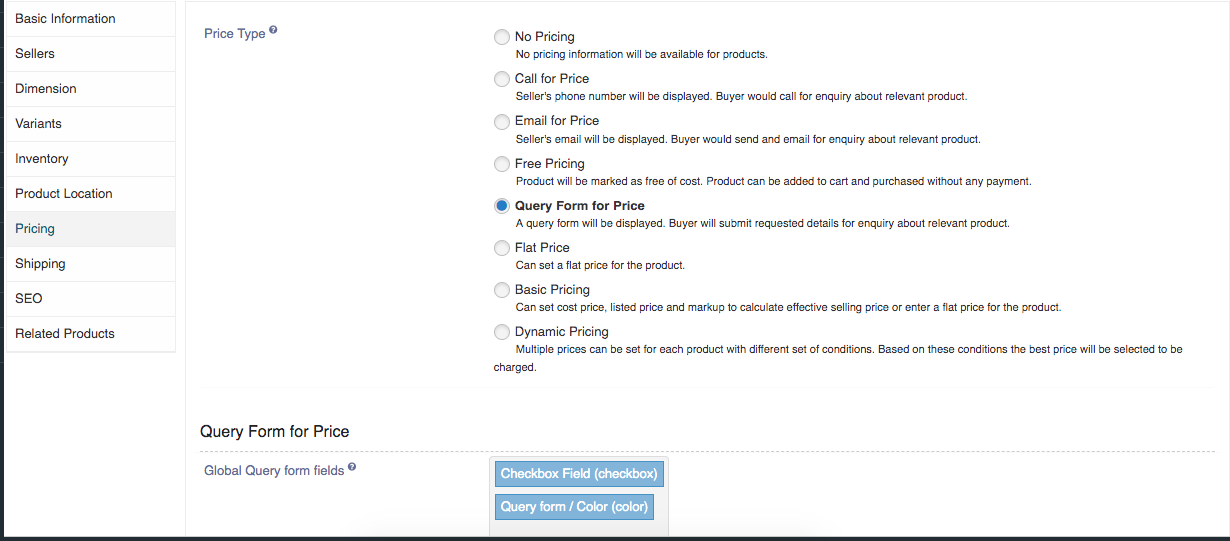 Basic Information
Sellers
Dimension
Variants
Inventory
Product Location
Pricing
Shipping
SEO
Related Products
Price Type ?
No Pricing
No pricing information will be available for products.
Call for Price
Seller's phone number will be displayed. Buyer would call for enquiry about relevant product.
Email for Price
Seller's email will be displayed. Buyer would send and email for enquiry about relevant product.
Free Pricing
Product will be marked as free of cost. Product can be added to cart and purchased without any payment.
Query Form for Price
A query form will be displayed. Buyer will submit requested details for enquiry about relevant product.
Flat Price
Can set a flat price for the product.
Basic Pricing
Can set cost price, listed price and markup to calculate effective selling price or enter a flat price for the product.
Dynamic Pricing
Multiple prices can be set for each product with different set of conditions. Based on these conditions the best price will be selected to be
charged.
Query Form for Price
Global Query form fields ?
Checkbox Field (checkbox)
Query form / Color (color)